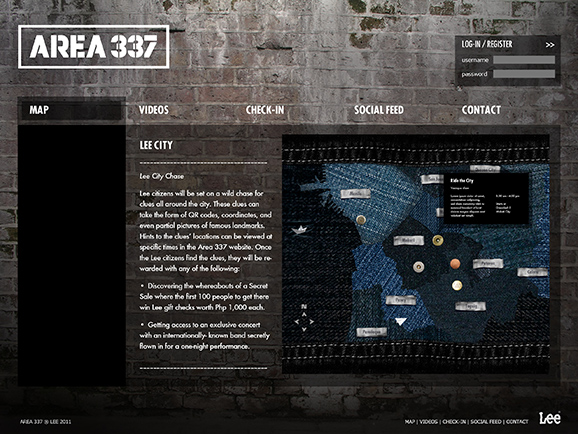 AREA 337
LOG-IN / REGISTER >>
username
password
MAP VIDEOS CHECK-IN SOCIAL FEED CONTACT
LEE CITY
Lee City Chase
Lee citizens will be set on a wild chase for
clues all around the city. These clues can
take the form of QR codes, coordinates, and
even partial pictures of famous landmarks.
Hints to the clues' locations can be viewed at
specific times in the Area 337 website. Once
the Lee citizens find the clues, they will be re-
warded with any of the following:
• Discovering the whereabouts of a Secret
Sale where the first 100 people to get there
win Lee gift checks worth Php 1,000 each.
• Getting access to an exclusive concert
with an internationally- known band secretly
flown in for a one-night performance.
Ride the City
Makati
N
AREA 337 @ LEE 2011
MAP | VIDEOS | CHECK-IN | SOCIAL FEED | CONTACT
Lee